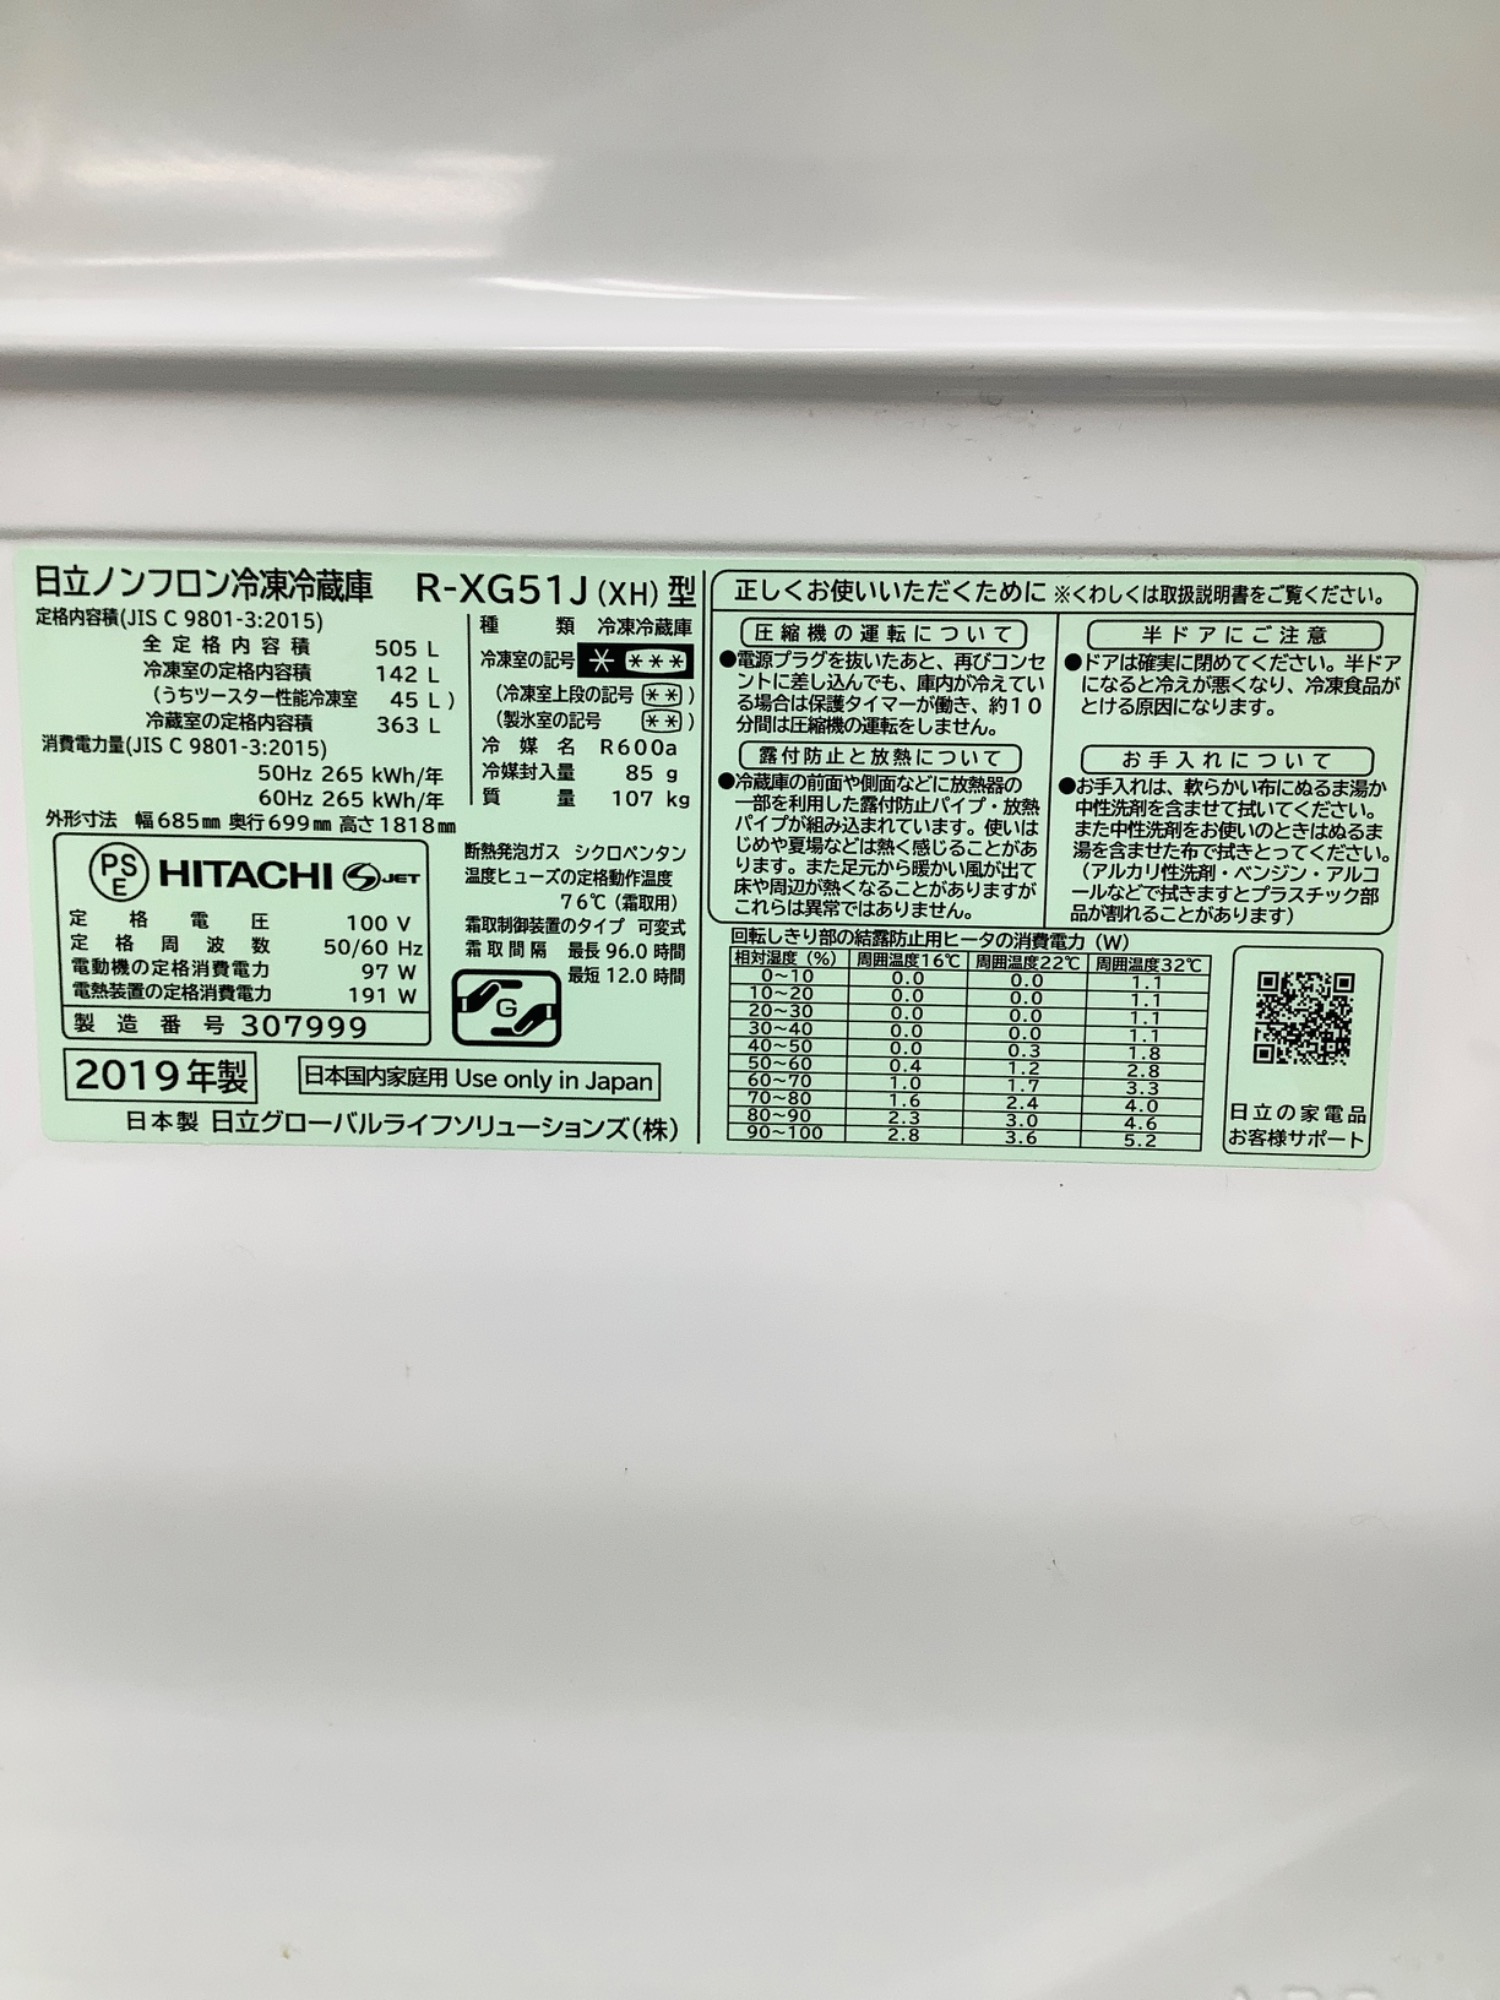 日立ノンフロン冷凍冷蔵庫 R-XG51J (XH) 型
定格内容積(JIS C 9801-3:2015)
全定格内容積 505 L
冷凍室の定格内容積 142 L
(うちツースター性能冷凍室 45 L)
冷蔵室の定格内容積 363 L
消費電力量(JIS C 9801-3:2015)
50Hz 265 kWh/年
60Hz 265 kWh/年
外形寸法 幅685㎜ 奥行699㎜ 高さ1818㎜
種類 冷凍冷蔵庫
冷凍室の記号 * ***
(冷凍室上段の記号 **)
(製氷室の記号 **)
冷媒名 R600a
冷媒封入量 85 g
質量 107 kg
PS
E
HITACHI S JET
定格電圧 100 V
定格周波数 50/60 Hz
電動機の定格消費電力 97 W
電熱装置の定格消費電力 191 W
製造番号 307999
断熱発泡ガス シクロペンタン
温度ヒューズの定格動作温度
76℃(霜取用)
霜取制御装置のタイプ 可変式
霜取間隔 最長 96.0 時間
最短 12.0 時間
G
2019年製
日本国内家庭用 Use only in Japan
日本製 日立グローバルライフソリューションズ(株)
正しくお使いいただくために ※くわしくは取扱説明書をご覧ください。
圧縮機の運転について
●電源プラグを抜いたあと、再びコンセ
ントに差し込んでも、庫内が冷えてい
る場合は保護タイマーが働き、約10
分間は圧縮機の運転をしません。
露付防止と放熱について
●冷蔵庫の前面や側面などに放熱器の
一部を利用した露付防止パイプ・放熱
パイプが組み込まれています。使いは
じめや夏場などは熱く感じることがあ
ります。また足元から暖かい風が出て
床や周辺が熱くなることがありますが
これらは異常ではありません。
半ドアにご注意
●ドアは確実に閉めてください。半ドア
になると冷えが悪くなり、冷凍食品が
とける原因になります。
お手入れについて
●お手入れは、軟らかい布にぬるま湯か
中性洗剤を含ませて拭いてください。
また中性洗剤をお使いのときはぬるま
湯を含ませた布で拭きとってください。
(アルカリ性洗剤・ベンジン・アルコ
ールなどで拭きますとプラスチック部
品が割れることがあります)
回転しきり部の結露防止用ヒータの消費電力(W)
相対湿度(%) 周囲温度16℃ 周囲温度22℃ 周囲温度32℃
0～10 0.0 0.0 1.1
10～20 0.0 0.0 1.1
20～30 0.0 0.0 1.1
30～40 0.0 0.0 1.1
40～50 0.0 0.3 1.8
50～60 0.4 1.2 2.8
60～70 1.0 1.7 3.3
70～80 1.6 2.4 4.0
80～90 2.3 3.0 4.6
90～100 2.8 3.6 5.2
日立の家電品
お客様サポート